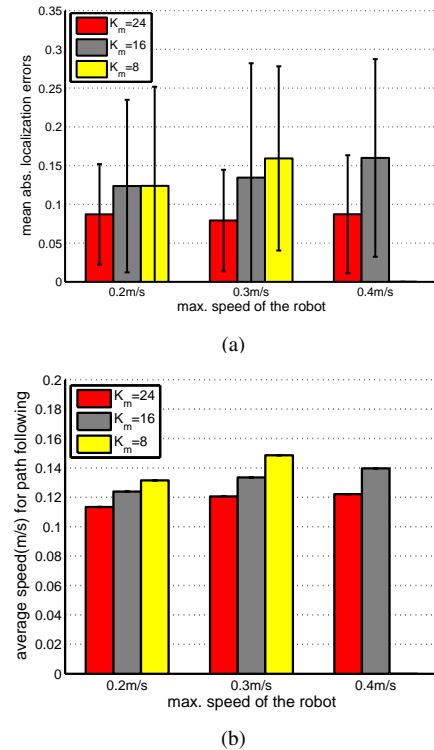 0.35
0.3
0.25
0.2
0.15
0.1
0.05
0
mean abs. localization errors
K_m=24
K_m=16
K_m=8
0.2m/s 0.3m/s 0.4m/s
max. speed of the robot
(a)
0.2
0.18
0.16
0.14
0.12
0.1
0.08
0.06
0.04
0.02
0
average speed(m/s) for path following
K_m=24
K_m=16
K_m=8
0.2m/s 0.3m/s 0.4m/s
max. speed of the robot
(b)